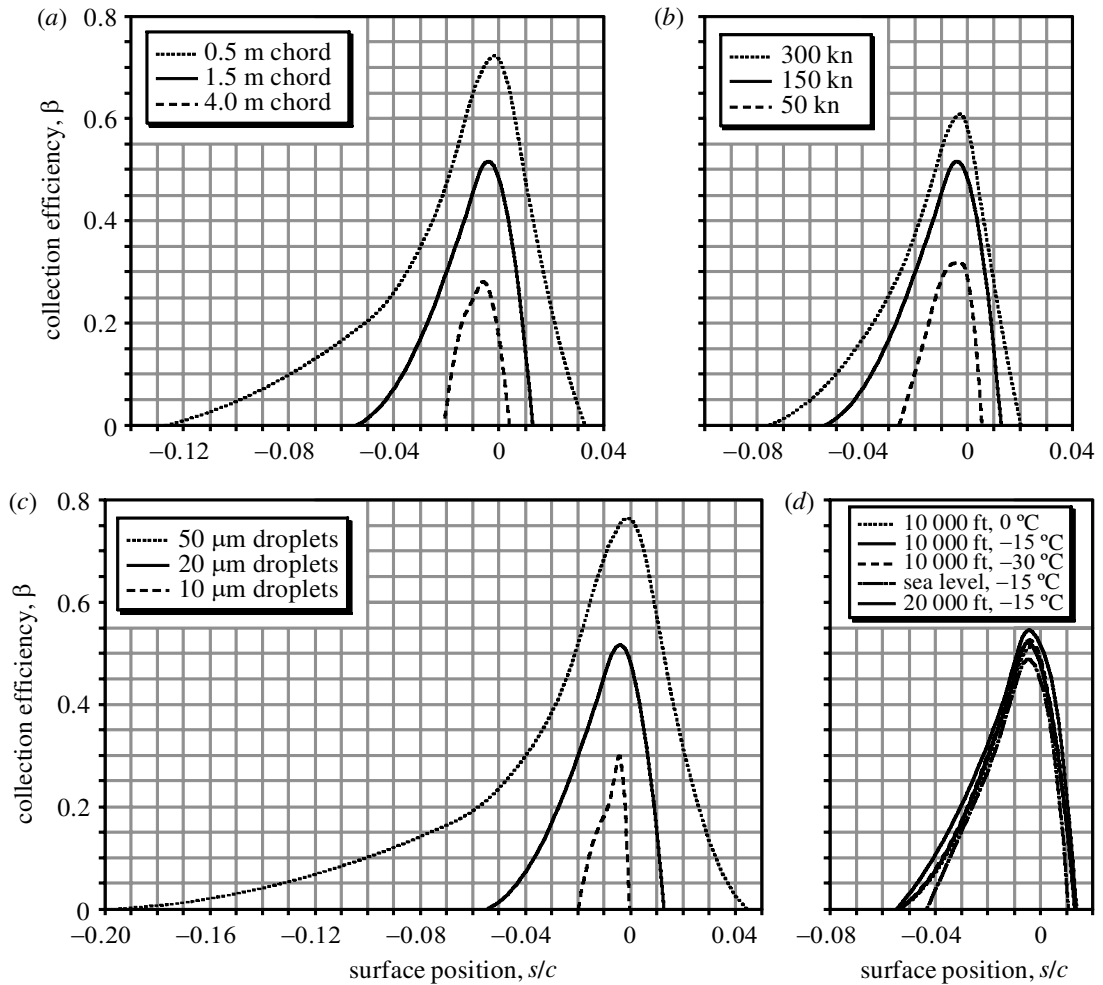 (a)
0.8
0.6
0.4
0.2
0
collection efficiency, β
0.5 m chord
1.5 m chord
4.0 m chord
−0.12
−0.08
−0.04
0
0.04
(b)
300 kn
150 kn
50 kn
−0.08
−0.04
0
0.04
(c)
0.8
0.6
0.4
0.2
0
collection efficiency, β
50 µm droplets
20 µm droplets
10 µm droplets
−0.20
−0.16
−0.12
−0.08
−0.04
0
0.04
surface position, s/c
(d)
10 000 ft, 0 ºC
10 000 ft, −15 ºC
10 000 ft, −30 ºC
sea level, −15 ºC
20 000 ft, −15 ºC
−0.08
−0.04
0
surface position, s/c